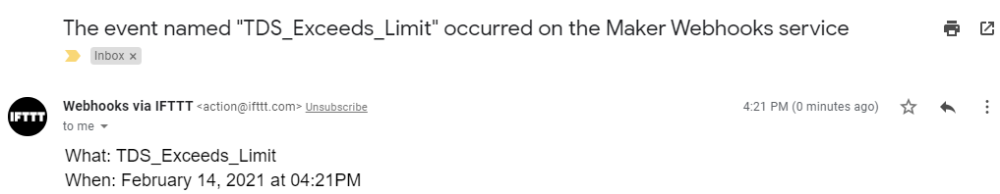 The event named "TDS_Exceeds_Limit" occurred on the Maker Webhooks service
Inbox ×
IFTTT
Webhooks via IFTTT <action@ifttt.com> Unsubscribe
4:21 PM (0 minutes ago)
to me
What: TDS_Exceeds_Limit
When: February 14, 2021 at 04:21PM